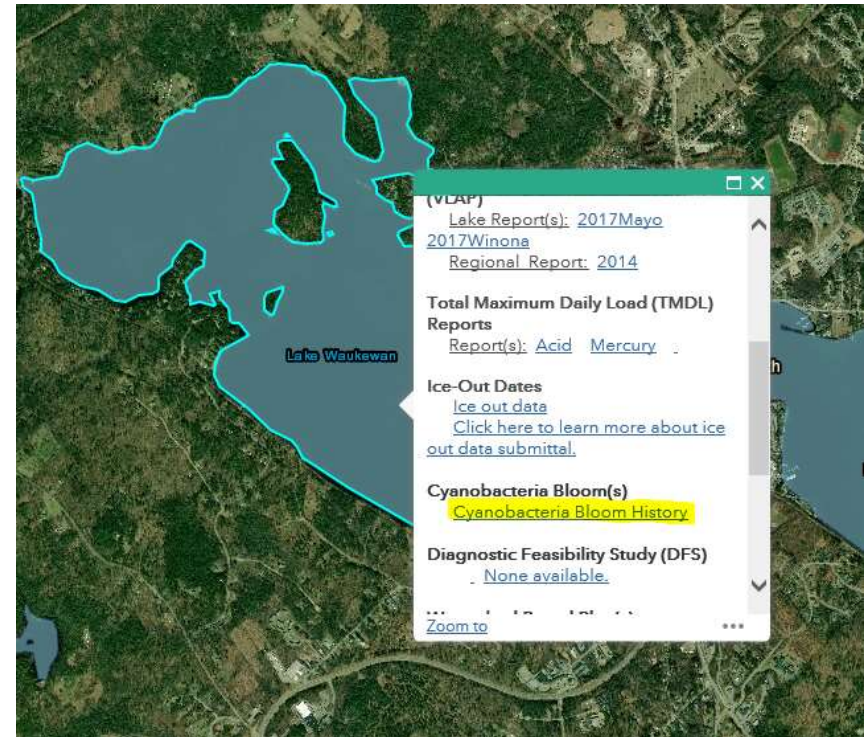 (VLAP)
Lake Report(s): 2017Mayo
2017Winona
Regional Report: 2014
Total Maximum Daily Load (TMDL)
Reports
Report(s): Acid Mercury
Ice-Out Dates
Ice out data
Click here to learn more about ice
out data submittal.
Cyanobacteria Bloom(s)
Cyanobacteria Bloom History
Diagnostic Feasibility Study (DFS)
None available.
Zoom to
Lake Waukewan
h